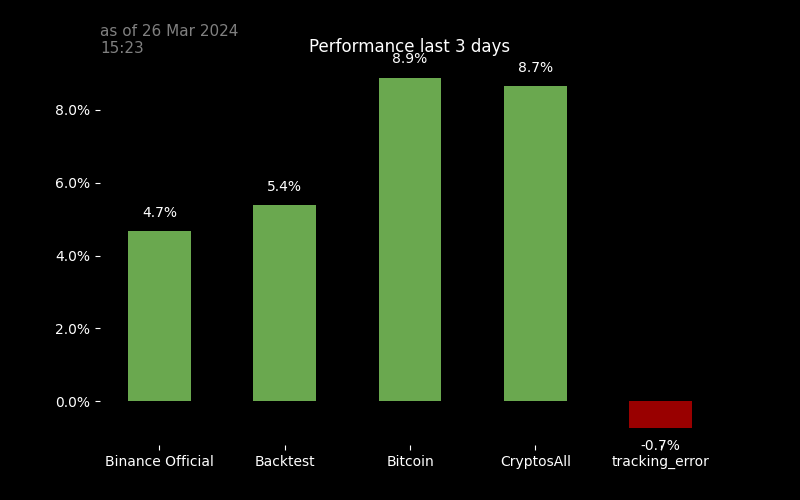 as of 26 Mar 2024
15:23
Performance last 3 days
8.9%
8.7%
8.0%
6.0%
5.4%
4.7%
4.0%
2.0%
0.0%
-0.7%
Binance Official
Backtest
Bitcoin
CryptosAll
tracking_error